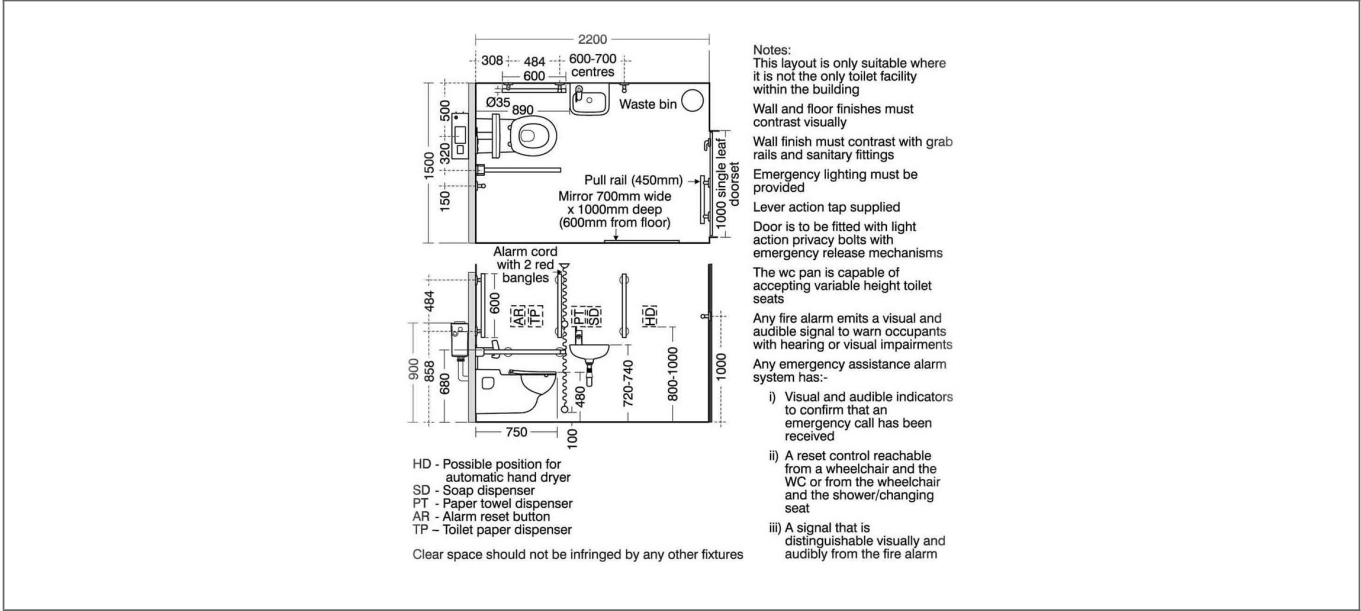 2200
308
484
600-700
centres
600
Ø35
890
Waste bin
500
320
1500
150
Pull rail (450mm)
Mirror 700mm wide
x 1000mm deep
(600mm from floor)
1000 single leaf
doorset
Alarm cord
with 2 red
bangles
484
600
AR
TP
PT
SD
HD
900
858
680
480
720-740
800-1000
1000
750
100
HD - Possible position for
automatic hand dryer
SD - Soap dispenser
PT - Paper towel dispenser
AR - Alarm reset button
TP – Toilet paper dispenser
Clear space should not be infringed by any other fixtures
Notes:
This layout is only suitable where
it is not the only toilet facility
within the building
Wall and floor finishes must
contrast visually
Wall finish must contrast with grab
rails and sanitary fittings
Emergency lighting must be
provided
Lever action tap supplied
Door is to be fitted with light
action privacy bolts with
emergency release mechanisms
The wc pan is capable of
accepting variable height toilet
seats
Any fire alarm emits a visual and
audible signal to warn occupants
with hearing or visual impairments
Any emergency assistance alarm
system has:-
i) Visual and audible indicators
to confirm that an
emergency call has been
received
ii) A reset control reachable
from a wheelchair and the
WC or from the wheelchair
and the shower/changing
seat
iii) A signal that is
distinguishable visually and
audibly from the fire alarm